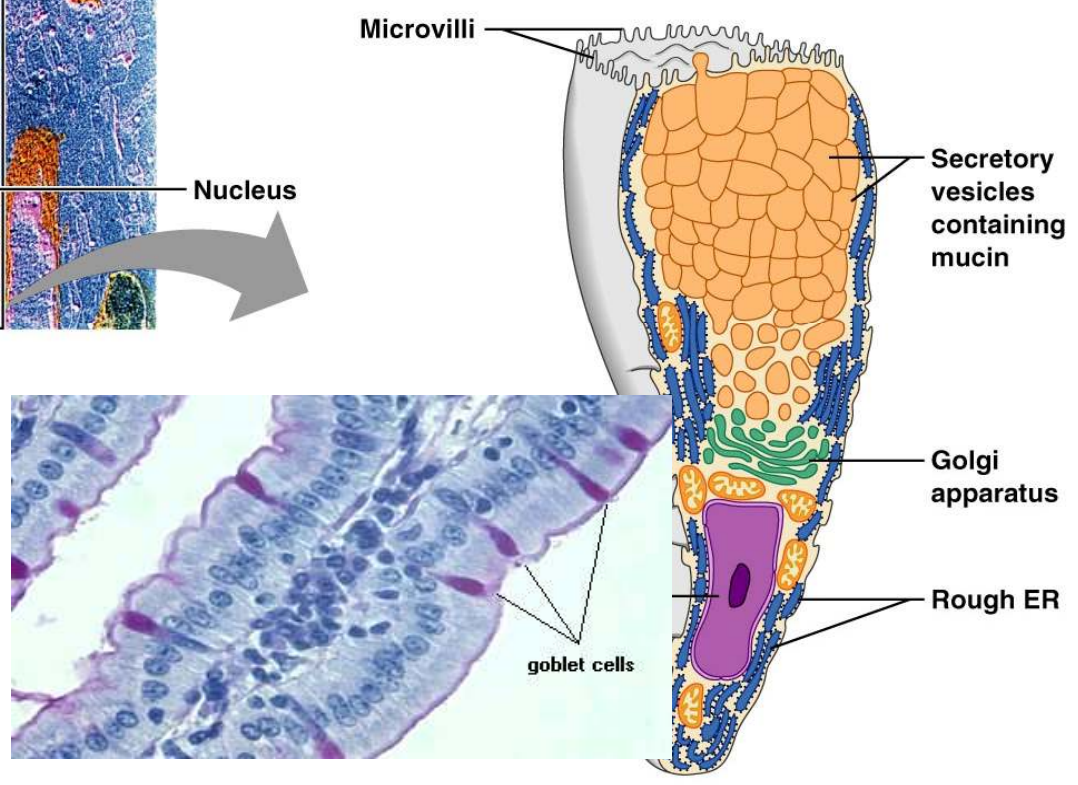 Microvilli
Nucleus
Secretory
vesicles
containing
mucin
Golgi
apparatus
Rough ER
goblet cells